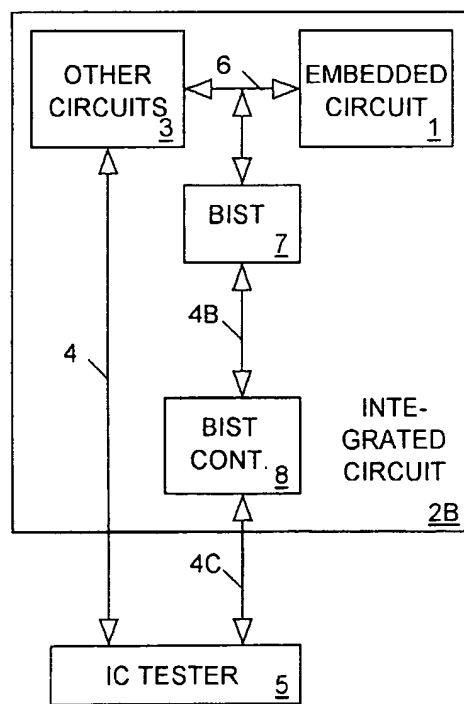 OTHER
CIRCUITS
3
6
EMBEDDED
CIRCUIT
1
BIST
7
4B
4
BIST
CONT.
8
INTE-
GRATED
CIRCUIT
2B
4C
IC TESTER
5